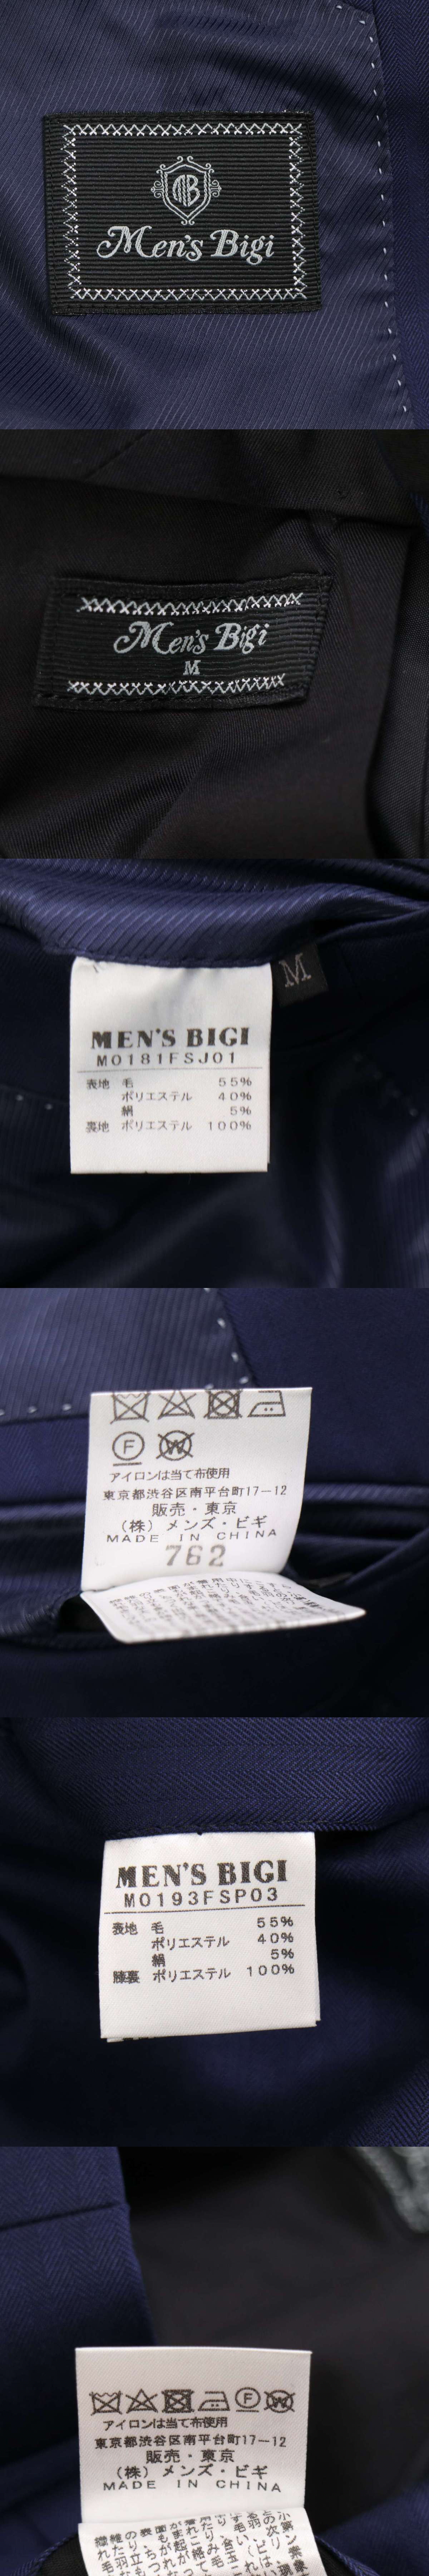 MB
Men's Bigi
Men's Bigi
M
M
MEN'S BIGI
M0181FSJ01
表地 毛 55%
ポリエステル 40%
絹 5%
裏地 ポリエステル 100%
F
W
アイロンは当て布使用
東京都渋谷区南平台町17-12
販売・東京
(株)メンズ・ビギ
MADE IN CHINA
762
MEN'S BIGI
M0193FSP03
表地 毛 55%
ポリエステル 40%
絹 5%
膝裏 ポリエステル 100%
F W
アイロンは当て布使用
東京都渋谷区南平台町17-12
販売・東京
(株)メンズ・ビギ
MADE IN CHINA